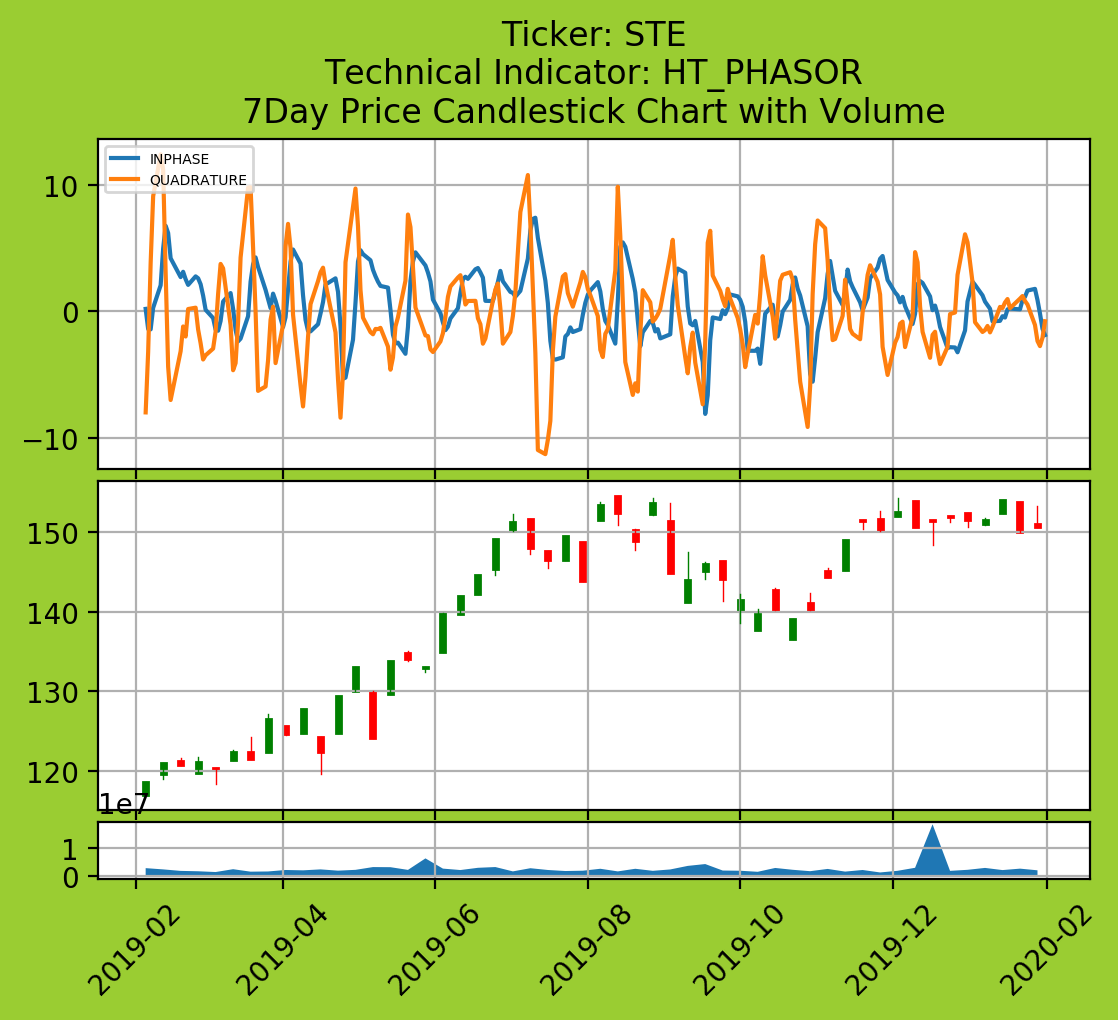 Ticker: STE
Technical Indicator: HT_PHASOR
7Day Price Candlestick Chart with Volume
INPHASE
QUADRATURE
10
0
−10
150
140
130
120
1e7
1
0
2019-02
2019-04
2019-06
2019-08
2019-10
2019-12
2020-02